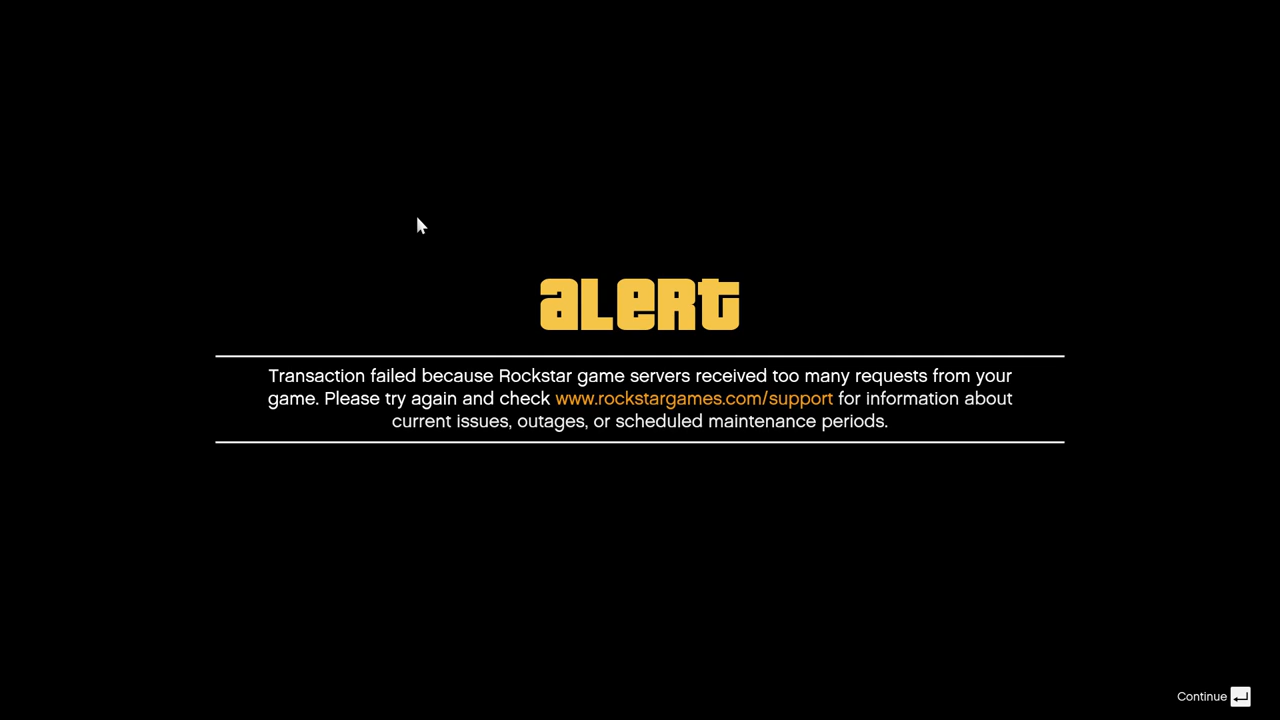 aLeRt
Transaction failed because Rockstar game servers received too many requests from your
game. Please try again and check www.rockstargames.com/support for information about
current issues, outages, or scheduled maintenance periods.
Continue